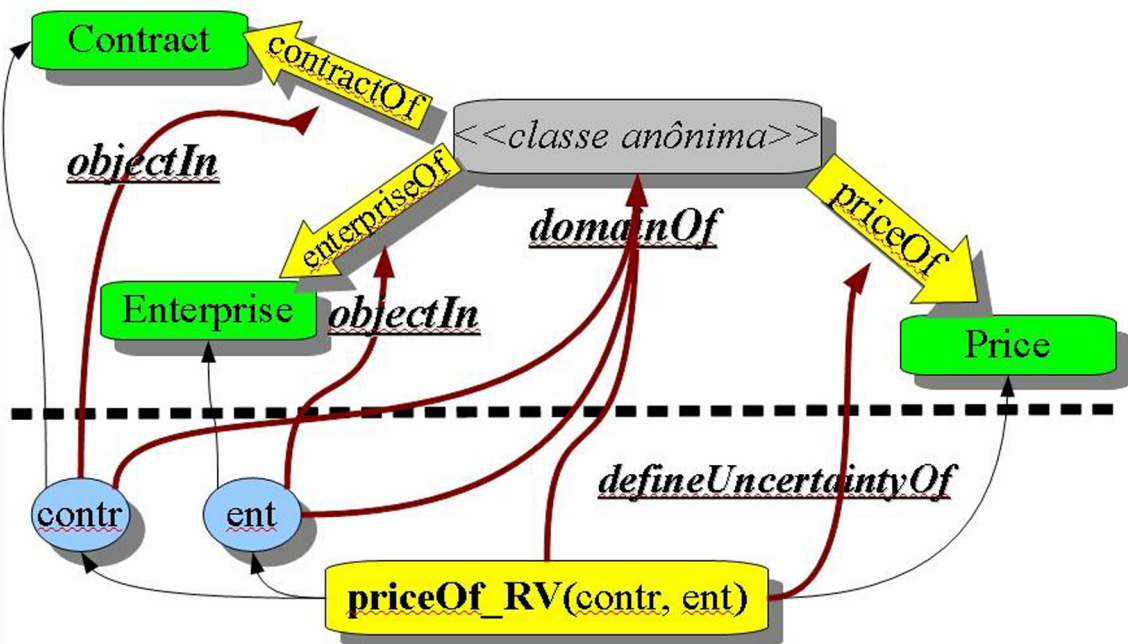 Contract
contractOf
<<classe anônima>>
objectIn
enterpriseOf
priceOf
domainOf
Enterprise
objectIn
Price
defineUncertaintyOf
contr
ent
priceOf_RV(contr, ent)